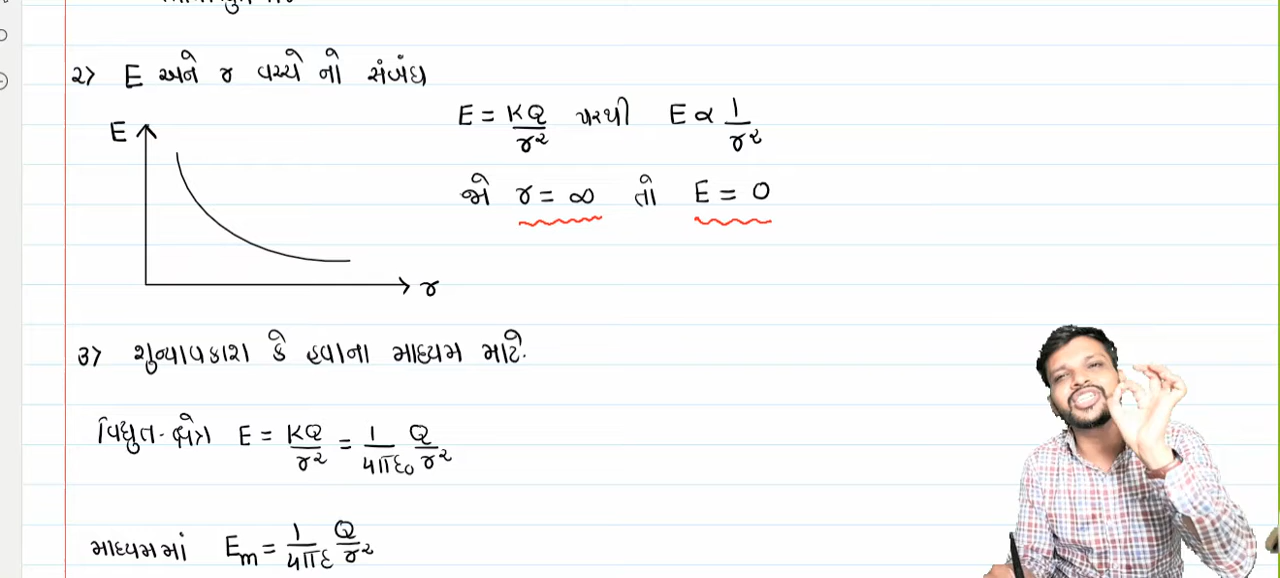 ૨> E અને r વચ્ચે નો સંબંધ
E
E = KQ/r² પરથી E ∝ 1/r²
જો r = ∞ તો E = 0
r
૩> શુન્યાવકાશ કે હવાના માધ્યમ માટે.
વિદ્યુત-ક્ષેત્ર E = KQ/r² = 1/4πε₀ Q/r²
માધ્યમમાં Eₘ = 1/4πε Q/r²